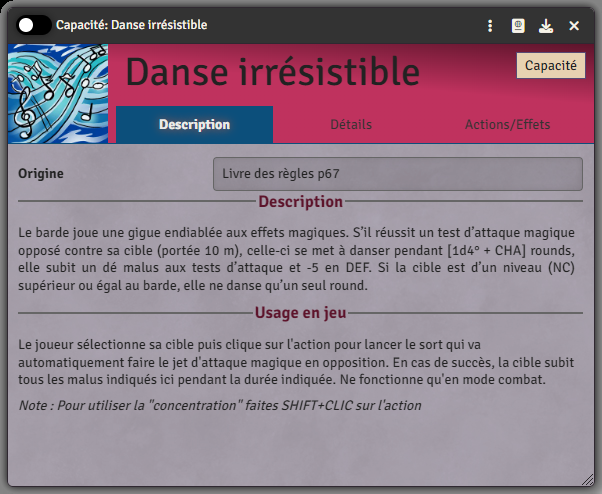 Capacité: Danse irrésistible
Danse irrésistible
Capacité
Description
Détails
Actions/Effets
Origine
Livre des règles p67
Description
Le barde joue une gigue endiablée aux effets magiques. S'il réussit un test d'attaque magique
opposé contre sa cible (portée 10 m), celle-ci se met à danser pendant [1d4° + CHA] rounds,
elle subit un dé malus aux tests d'attaque et -5 en DEF. Si la cible est d'un niveau (NC)
supérieur ou égal au barde, elle ne danse qu'un seul round.
Usage en jeu
Le joueur sélectionne sa cible puis clique sur l'action pour lancer le sort qui va
automatiquement faire le jet d'attaque magique en opposition. En cas de succès, la cible subit
tous les malus indiqués ici pendant la durée indiquée. Ne fonctionne qu'en mode combat.
Note : Pour utiliser la "concentration" faites SHIFT+CLIC sur l'action